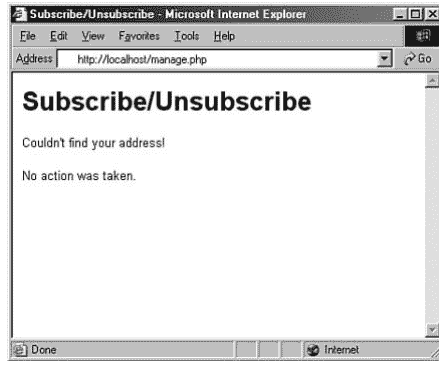 Subscribe/Unsubscribe - Microsoft Internet Explorer
File Edit View Favorites Tools Help
Address http://localhost/manage.php Go
Subscribe/Unsubscribe
Couldn't find your address!
No action was taken.
Done Internet